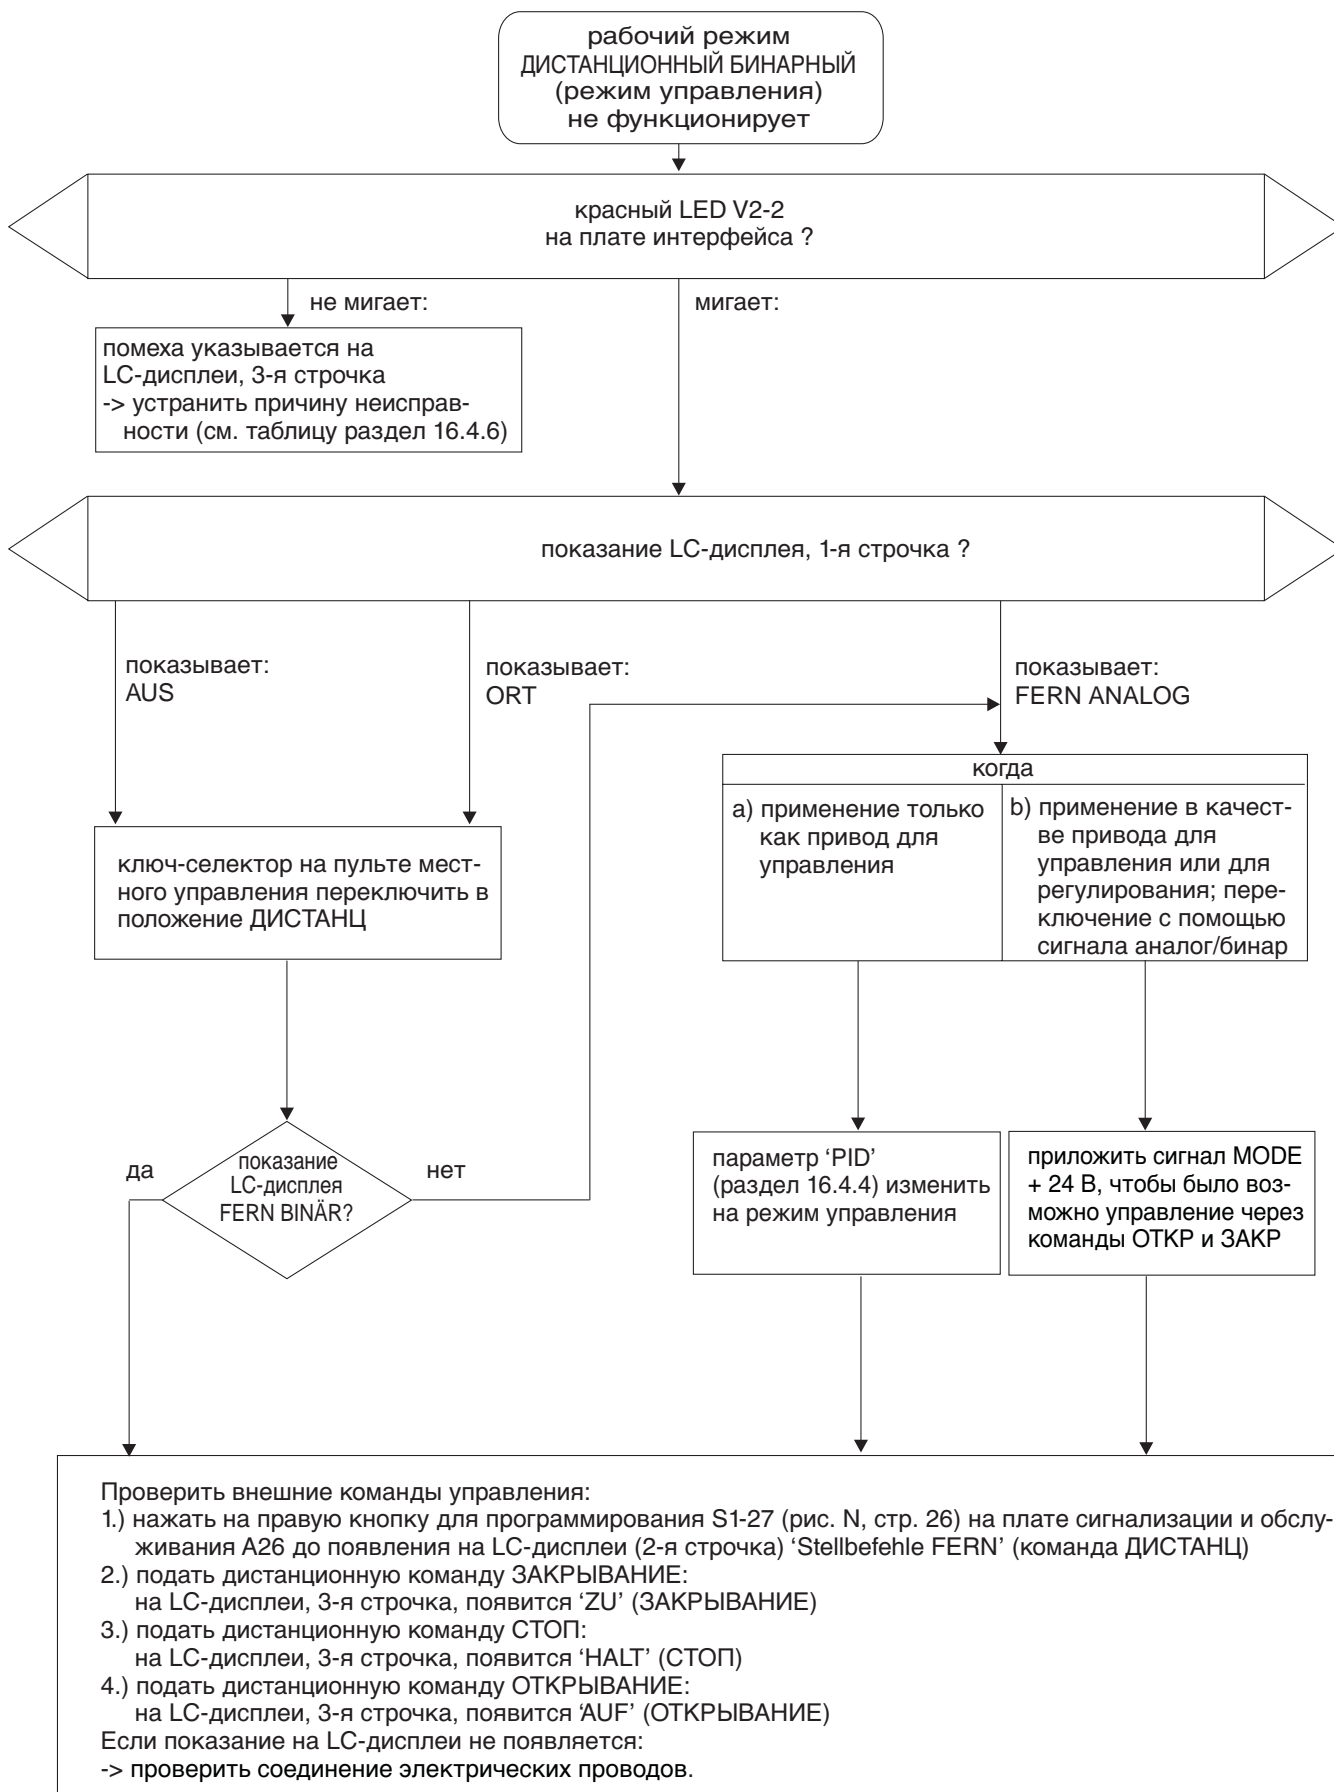 рабочий режим
ДИСТАНЦИОННЫЙ БИНАРНЫЙ
(режим управления)
не функционирует
красный LED V2-2
на плате интерфейса ?
не мигает:
мигает:
помеха указывается на
LC-дисплеи, 3-я строчка
-> устранить причину неисправ-
ности (см. таблицу раздел 16.4.6)
показание LC-дисплея, 1-я строчка ?
показывает:
AUS
показывает:
ORT
показывает:
FERN ANALOG
когда
a) применение только
как привод для
управления
b) применение в качест-
ве привода для
управления или для
регулирования; пере-
ключение с помощью
сигнала аналог/бинар
ключ-селектор на пульте мест-
ного управления переключить в
положение ДИСТАНЦ
да
показание
LC-дисплея
FERN BINÄR?
нет
параметр ‘PID’
(раздел 16.4.4) изменить
на режим управления
приложить сигнал MODE
+ 24 В, чтобы было воз-
можно управление через
команды ОТКР и ЗАКР
Проверить внешние команды управления:
1.) нажать на правую кнопку для программирования S1-27 (рис. N, стр. 26) на плате сигнализации и обслу-
живания A26 до появления на LC-дисплеи (2-я строчка) ‘Stellbefehle FERN’ (команда ДИСТАНЦ)
2.) подать дистанционную команду ЗАКРЫВАНИЕ:
на LC-дисплеи, 3-я строчка, появится ‘ZU’ (ЗАКРЫВАНИЕ)
3.) подать дистанционную команду СТОП:
на LC-дисплеи, 3-я строчка, появится ‘HALT’ (СТОП)
4.) подать дистанционную команду ОТКРЫВАНИЕ:
на LC-дисплеи, 3-я строчка, появится ‘AUF’ (ОТКРЫВАНИЕ)
Если показание на LC-дисплеи не появляется:
-> проверить соединение электрических проводов.